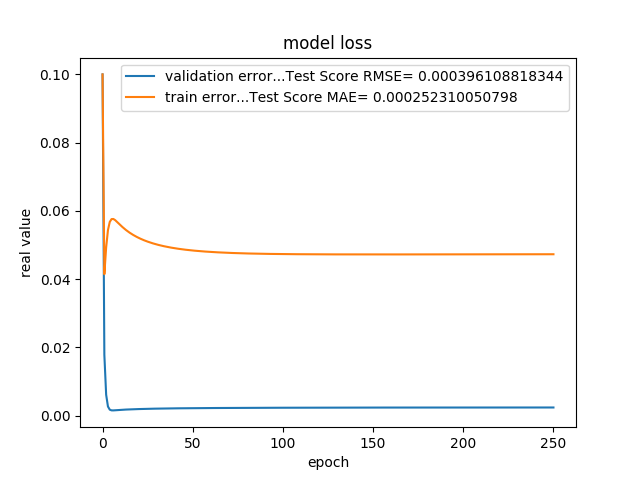 model loss
validation error...Test Score RMSE= 0.000396108818344
train error...Test Score MAE= 0.000252310050798
real value
0.10
0.08
0.06
0.04
0.02
0.00
0 50 100 150 200 250
epoch